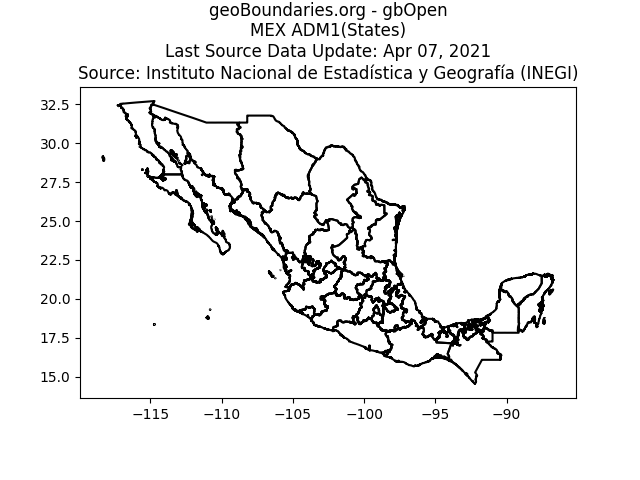 geoBoundaries.org - gbOpen
MEX ADM1(States)
Last Source Data Update: Apr 07, 2021
Source: Instituto Nacional de Estadística y Geografía (INEGI)
32.5
30.0
27.5
25.0
22.5
20.0
17.5
15.0
−115 −110 −105 −100 −95 −90